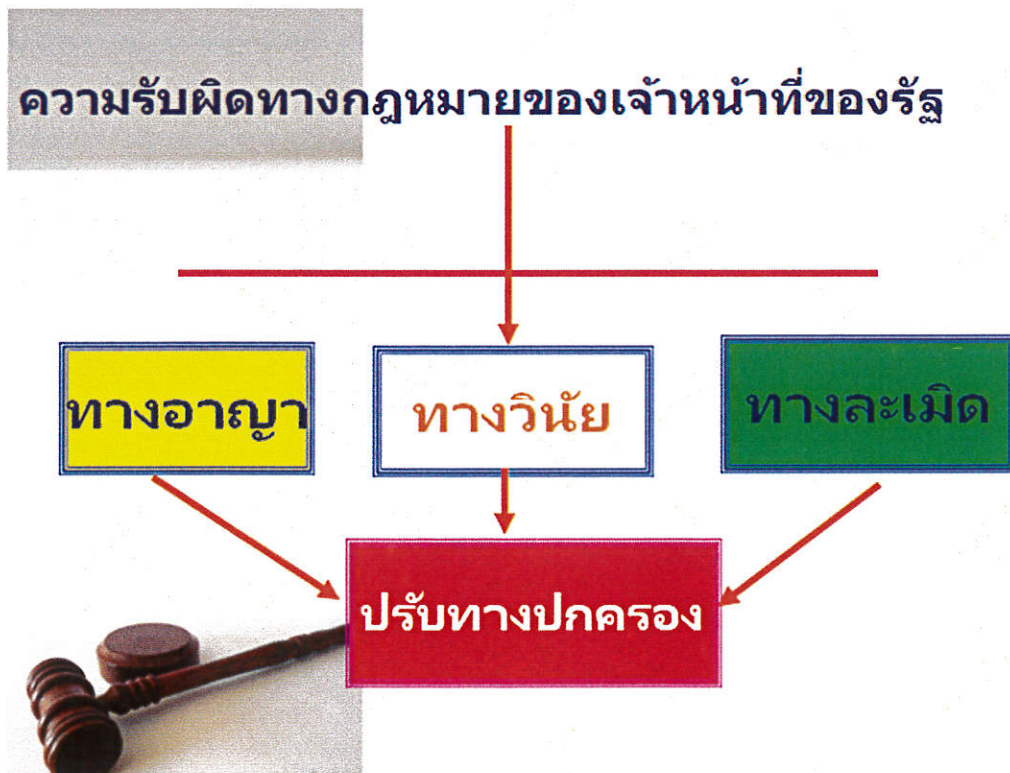 ความรับผิดทางกฎหมายของเจ้าหน้าที่ของรัฐ
ทางอาญา
ทางวินัย
ทางละเมิด
ปรับทางปกครอง